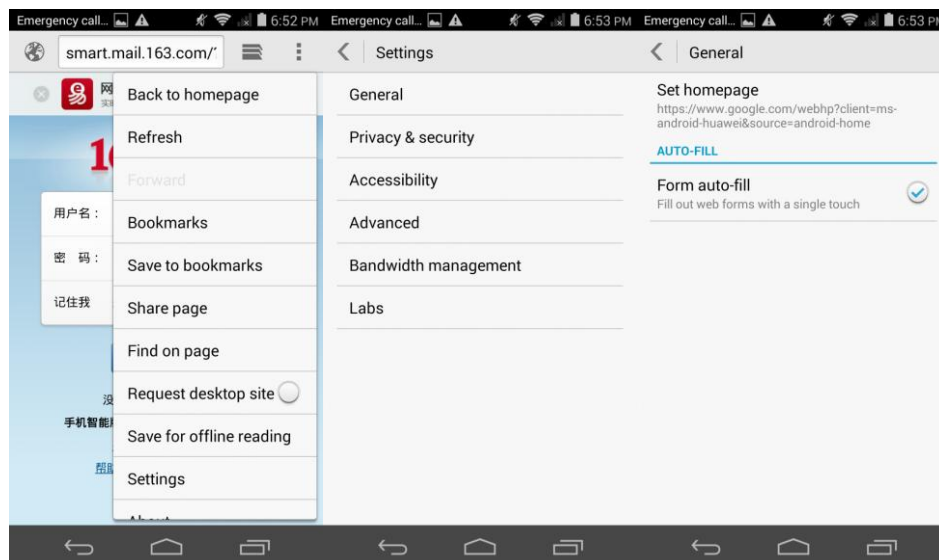 Emergency call... 6:52 PM
smart.mail.163.com/?
网
Back to homepage
Refresh
Forward
用户名：
Bookmarks
密 码：
Save to bookmarks
记住我
Share page
Find on page
没
Request desktop site
手机智能
Save for offline reading
帮
Settings
About
Emergency call... 6:53 PM
Settings
General
Privacy & security
Accessibility
Advanced
Bandwidth management
Labs
Emergency call... 6:53 PM
General
Set homepage
https://www.google.com/webhp?client=ms-
android-huawei&source=android-home
AUTO-FILL
Form auto-fill
Fill out web forms with a single touch